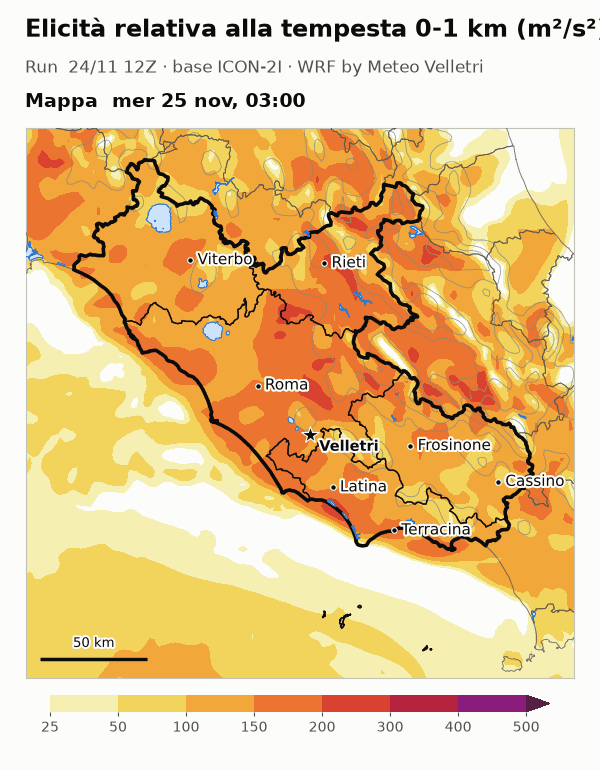 Elicità relativa alla tempesta 0-1 km (m²/s²)
Run  24/11 12Z · base ICON-2I · WRF by Meteo Velletri
Mappa  mer 25 nov, 03:00
Viterbo
Rieti
Roma
Velletri
Frosinone
Cassino
Latina
Terracina
50 km
25 50 100 150 200 300 400 500